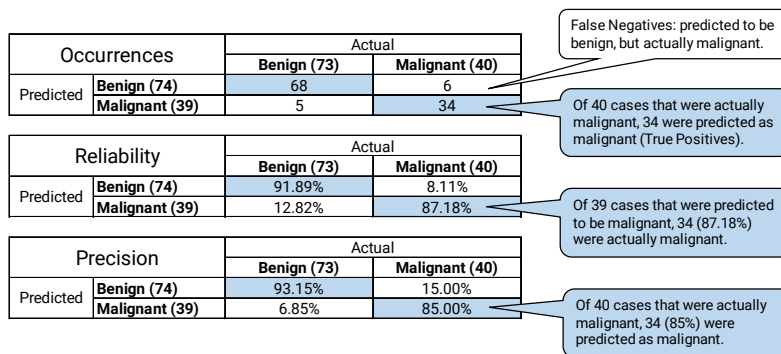 False Negatives: predicted to be
benign, but actually malignant.
Occurrences Actual
Benign (73) Malignant (40)
Predicted Benign (74) 68 6
Malignant (39) 5 34
Of 40 cases that were actually
malignant, 34 were predicted as
malignant (True Positives).
Reliability Actual
Benign (73) Malignant (40)
Predicted Benign (74) 91.89% 8.11%
Malignant (39) 12.82% 87.18%
Of 39 cases that were predicted
to be malignant, 34 (87.18%)
were actually malignant.
Precision Actual
Benign (73) Malignant (40)
Predicted Benign (74) 93.15% 15.00%
Malignant (39) 6.85% 85.00%
Of 40 cases that were actually
malignant, 34 (85%) were
predicted as malignant.